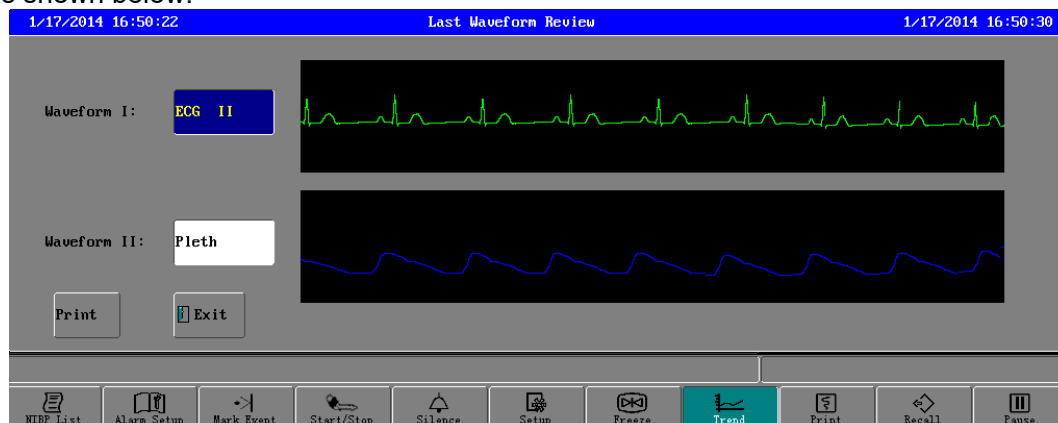 s shown below:
1/17/2014 16:50:22 Last Waveform Review 1/17/2014 16:50:30
Waveform I: ECG II
Waveform II: Pleth
Print Exit
NIBP List Alarm Setup Mark Event Start/Stop Silence Setup Freeze Trend Print Recall Pause